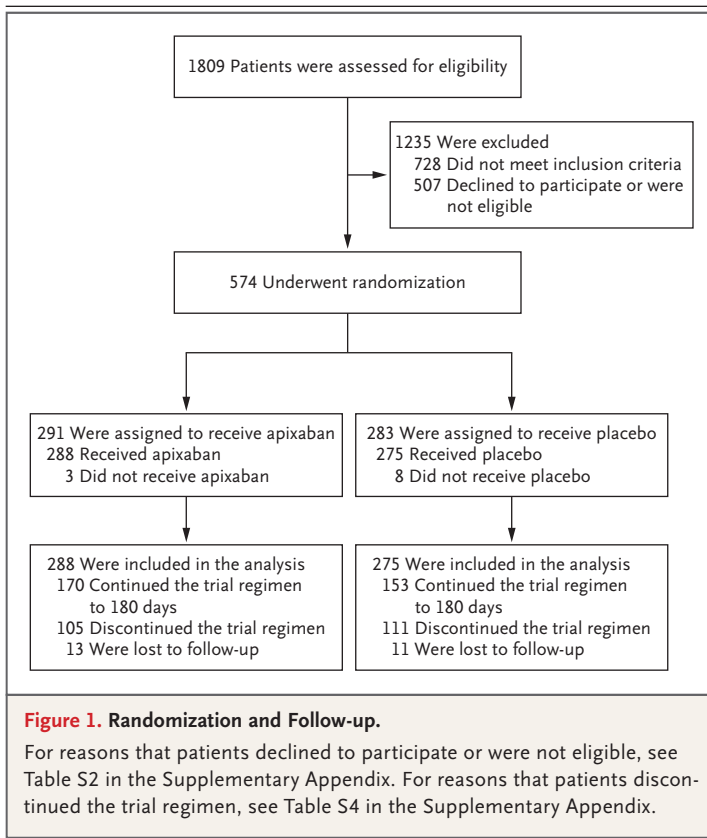 1809 Patients were assessed for eligibility
1235 Were excluded
728 Did not meet inclusion criteria
507 Declined to participate or were
not eligible
574 Underwent randomization
291 Were assigned to receive apixaban
288 Received apixaban
3 Did not receive apixaban
283 Were assigned to receive placebo
275 Received placebo
8 Did not receive placebo
288 Were included in the analysis
170 Continued the trial regimen
to 180 days
105 Discontinued the trial regimen
13 Were lost to follow-up
275 Were included in the analysis
153 Continued the trial regimen
to 180 days
111 Discontinued the trial regimen
11 Were lost to follow-up
Figure 1. Randomization and Follow-up.
For reasons that patients declined to participate or were not eligible, see
Table S2 in the Supplementary Appendix. For reasons that patients discon-
tinued the trial regimen, see Table S4 in the Supplementary Appendix.